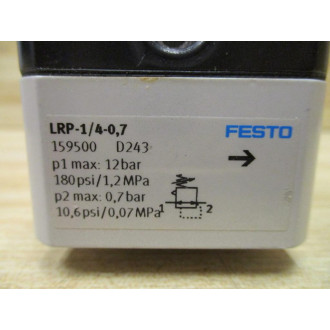 LRP-1/4-0,7
159500 D243
FESTO
p1 max: 12bar
180psi/1,2MPa
p2 max: 0,7bar
10,6psi/0,07MPa
1 2